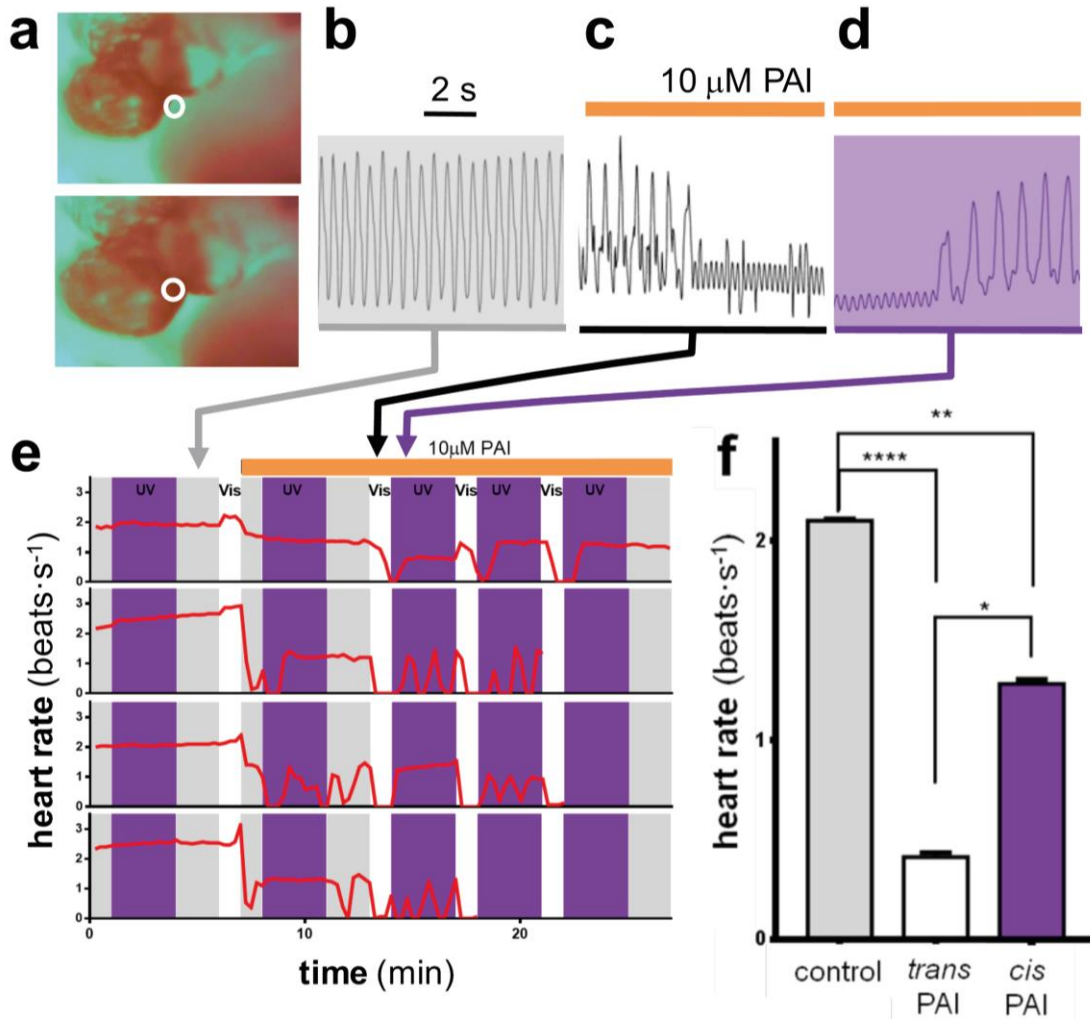 a
b
c
d
2 s
10 μM PAI
e
10μM PAI
UV
Vis
UV
Vis
UV
Vis
UV
Vis
UV
3
2
1
0
3
2
1
0
3
2
1
0
3
2
1
0
0
10
20
heart rate (beats·s⁻¹)
time (min)
f
**
****
*
2
1
0
heart rate (beats·s⁻¹)
control
trans
PAI
cis
PAI